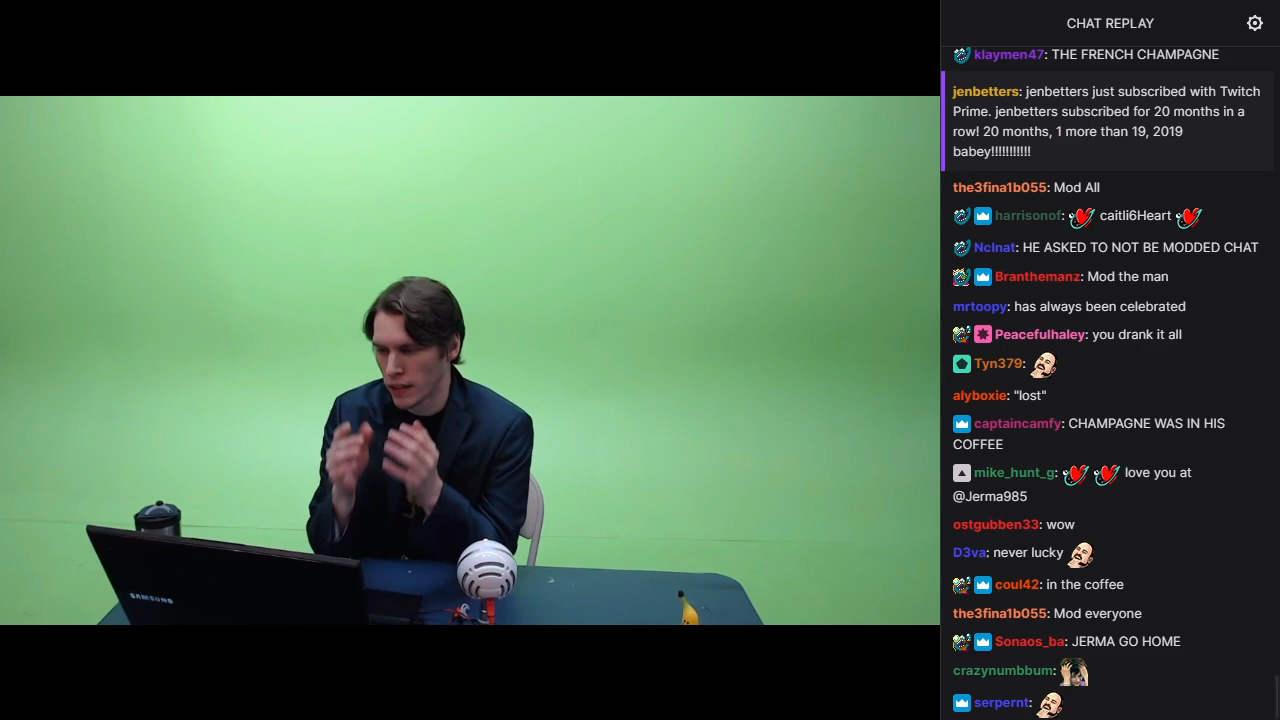 CHAT REPLAY
klaymen47: THE FRENCH CHAMPAGNE
jenbetters: jenbetters just subscribed with Twitch
Prime. jenbetters subscribed for 20 months in a
row! 20 months, 1 more than 19, 2019
babey!!!!!!!!!!!
the3fina1b055: Mod All
harrisonof: caitli6Heart
NcInat: HE ASKED TO NOT BE MODDED CHAT
Branthemanz: Mod the man
mrtoopy: has always been celebrated
Peacefulhaley: you drank it all
Tyn379:
alyboxie: "lost"
captaincamfy: CHAMPAGNE WAS IN HIS
COFFEE
mike_hunt_g: love you at
@Jerma985
ostgubben33: wow
D3va: never lucky
coul42: in the coffee
the3fina1b055: Mod everyone
Sonaos_ba: JERMA GO HOME
crazynumbbum:
serpernt:
SAMSUNG